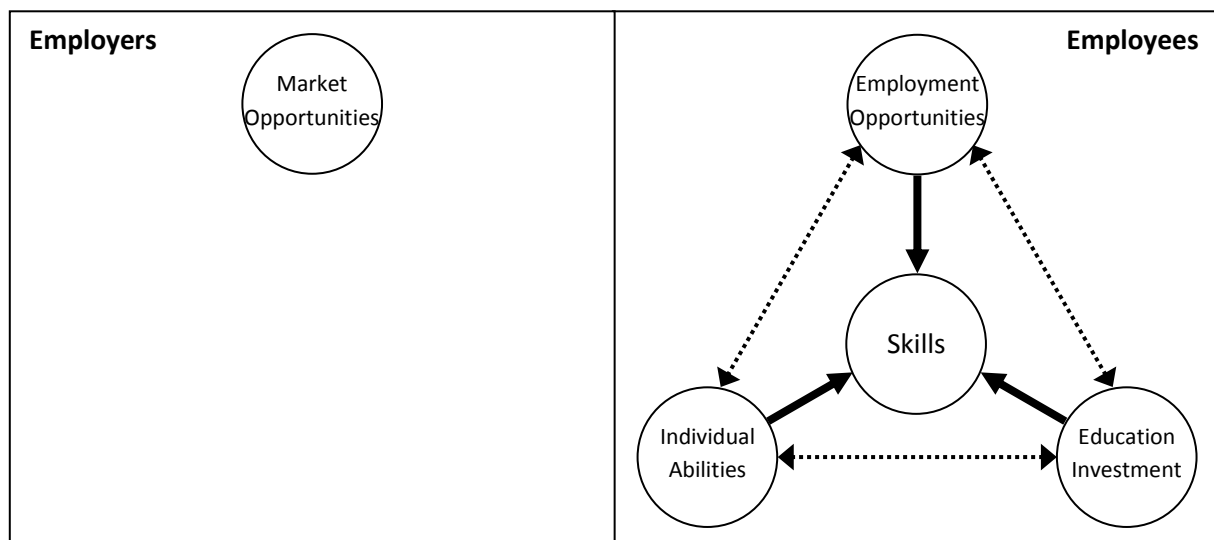 Employers
Market
Opportunities
Employees
Employment
Opportunities
Skills
Individual
Abilities
Education
Investment